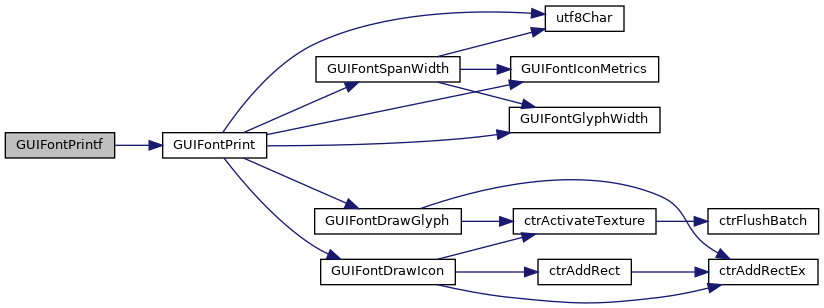 utf8Char
GUIFontSpanWidth
GUIFontIconMetrics
GUIFontGlyphWidth
GUIFontPrintf
GUIFontPrint
GUIFontDrawGlyph
ctrActivateTexture
ctrFlushBatch
GUIFontDrawIcon
ctrAddRect
ctrAddRectEx